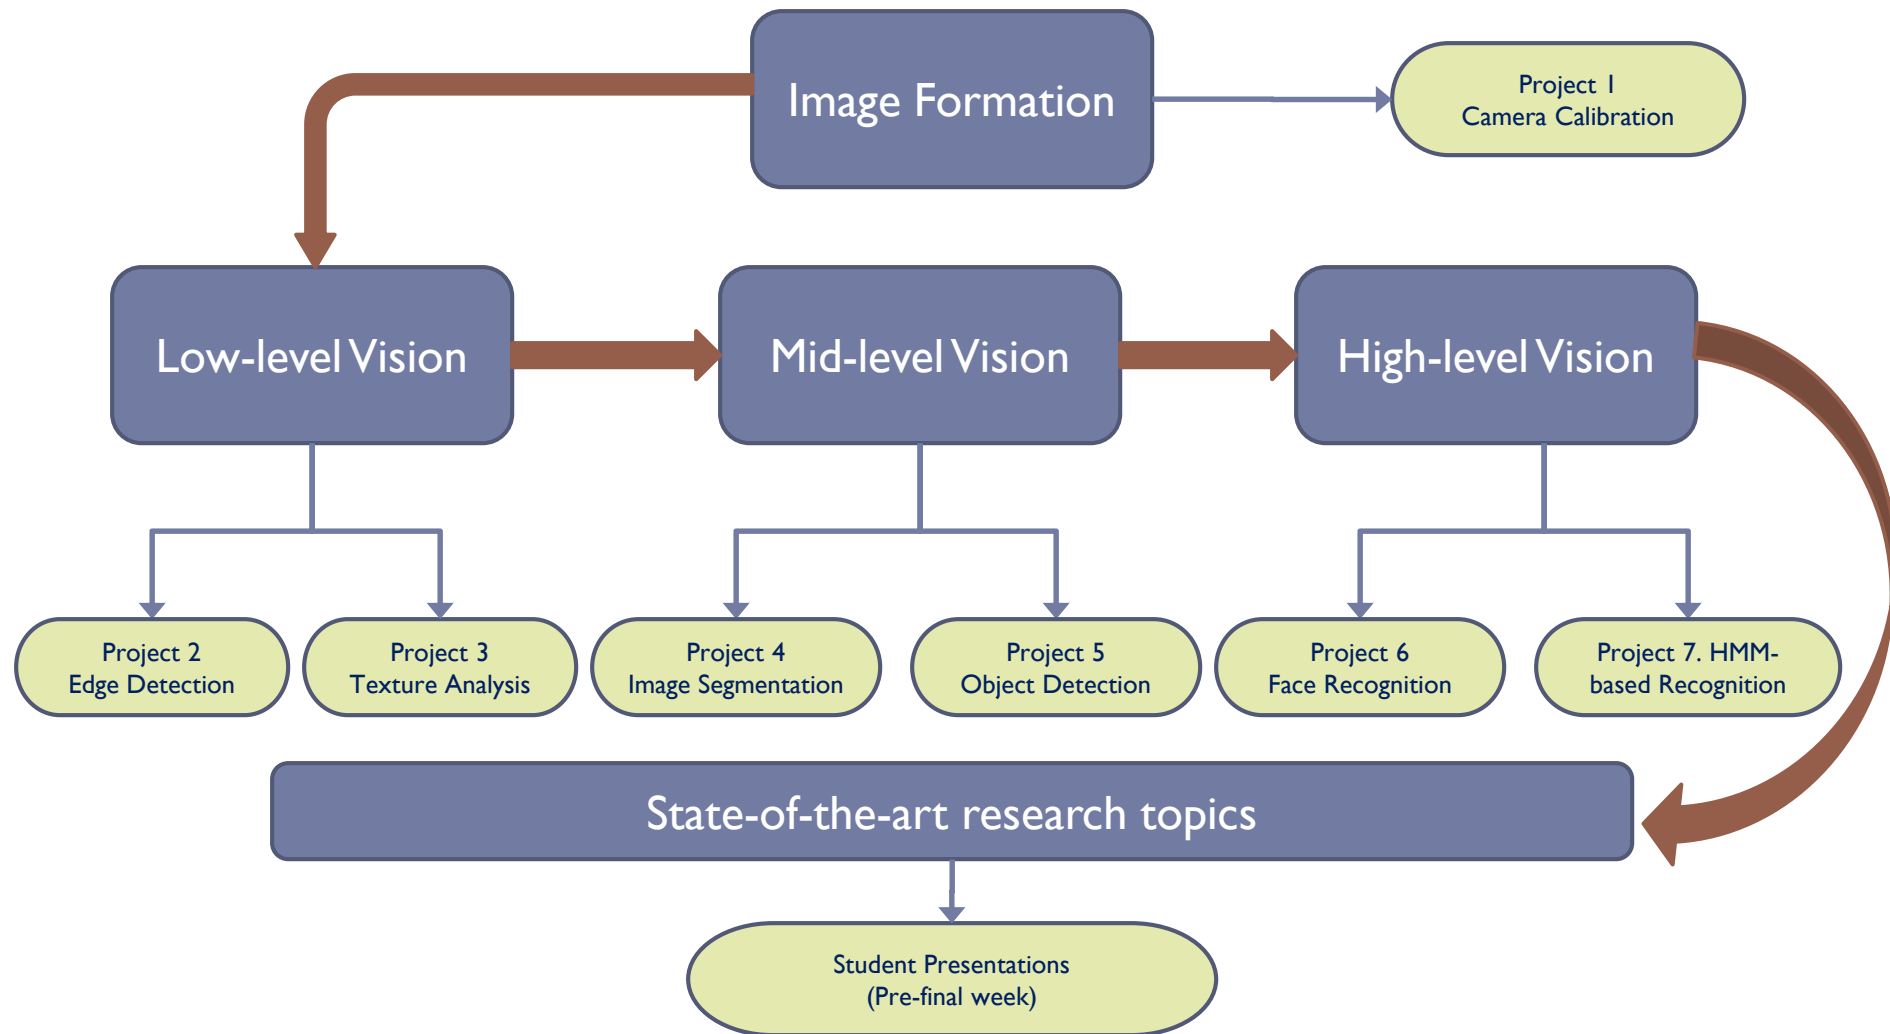 Image Formation
Project 1
Camera Calibration
Low-level Vision
Mid-level Vision
High-level Vision
Project 2
Edge Detection
Project 3
Texture Analysis
Project 4
Image Segmentation
Project 5
Object Detection
Project 6
Face Recognition
Project 7. HMM-
based Recognition
State-of-the-art research topics
Student Presentations
(Pre-final week)